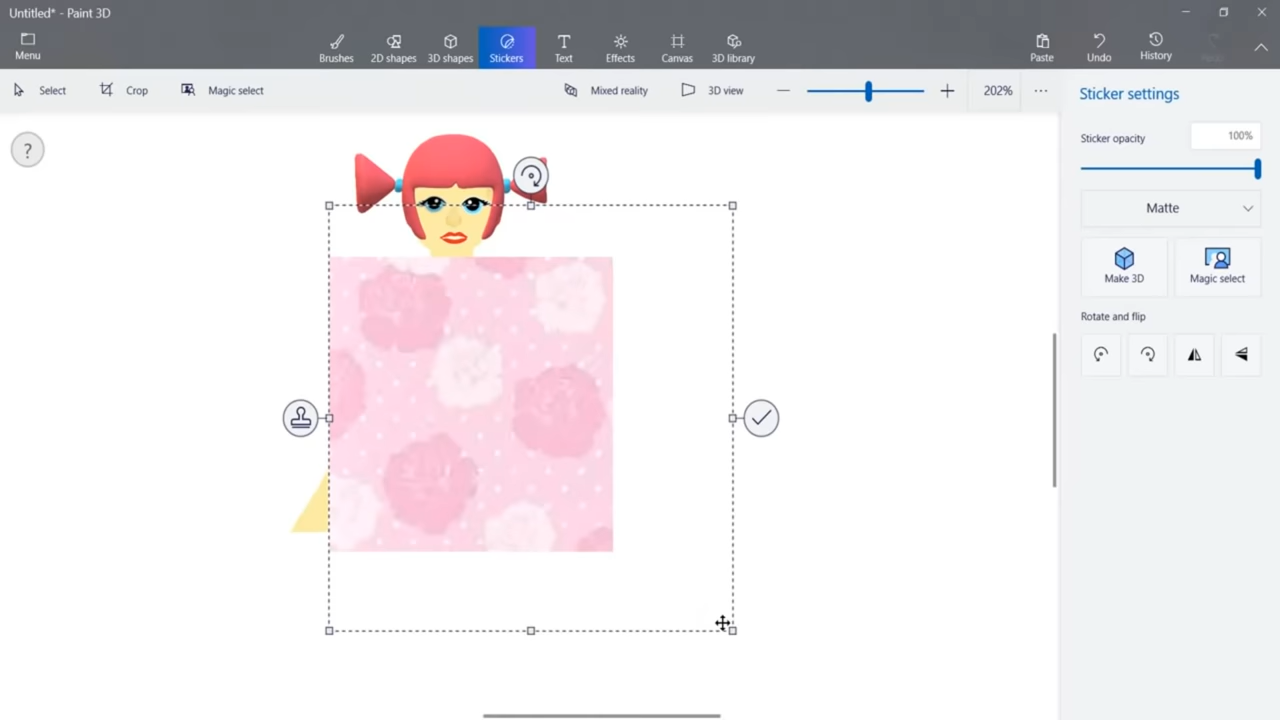 Untitled* - Paint 3D
Menu
Brushes
2D shapes
3D shapes
Stickers
Text
Effects
Canvas
3D library
Paste
Undo
History
Select
Crop
Magic select
Mixed reality
3D view
202%
Sticker settings
?
Sticker opacity
100%
Matte
Make 3D
Magic select
Rotate and flip